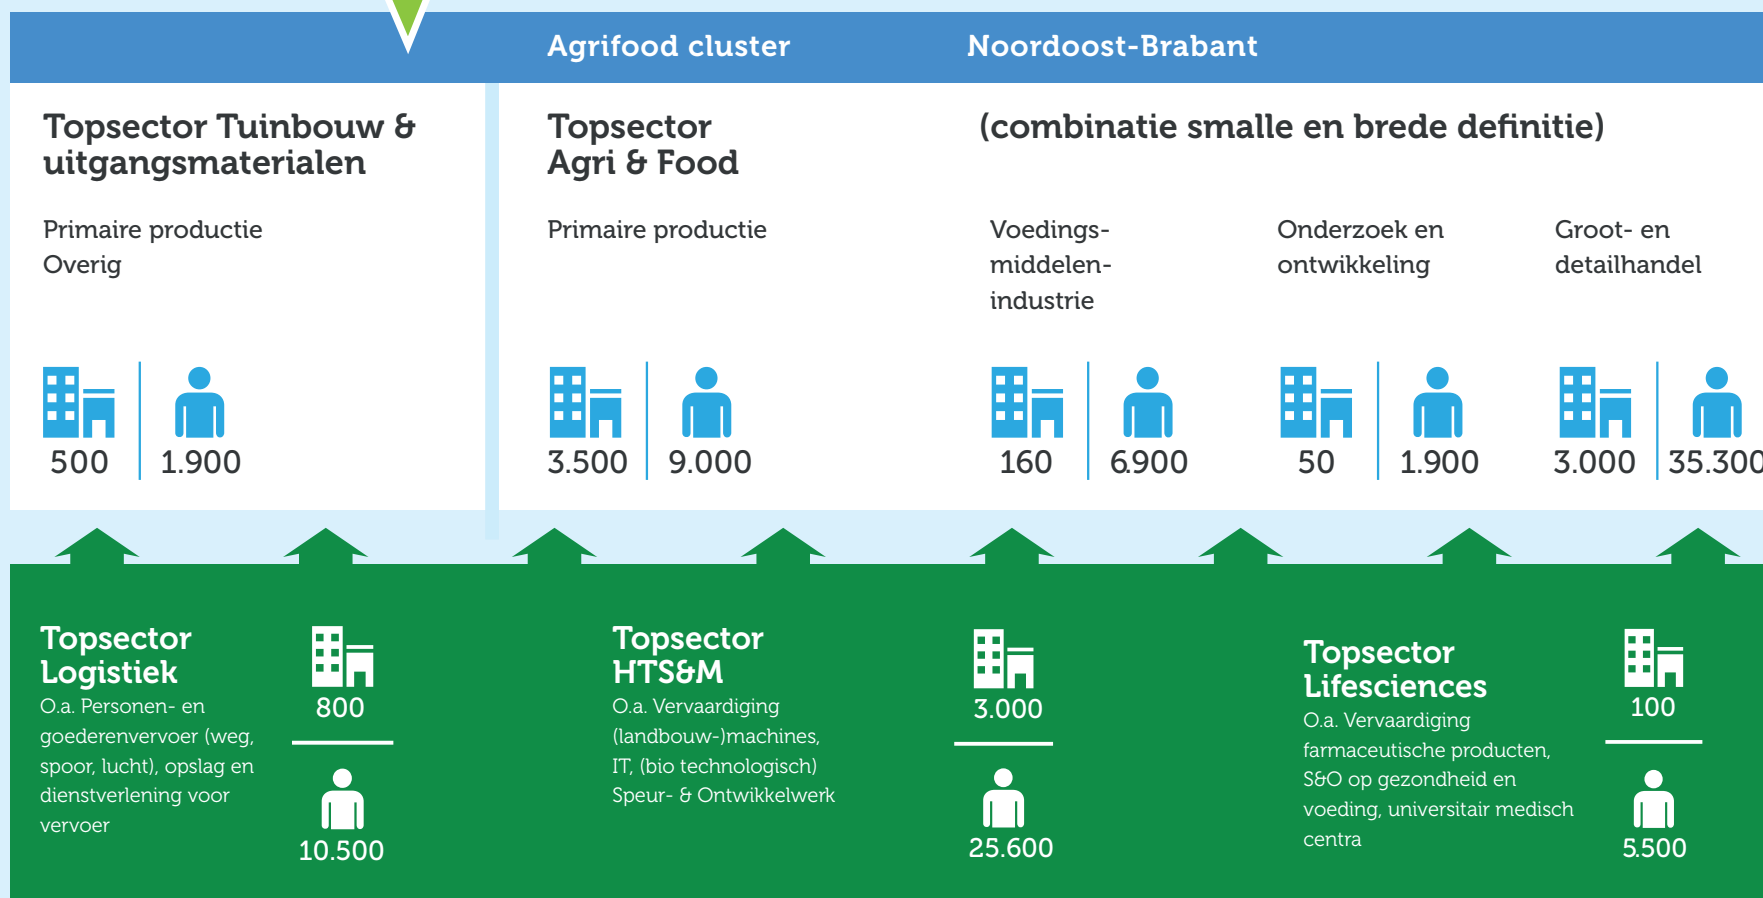 Agrifood cluster
Noordoost-Brabant
Topsector Tuinbouw &
uitgangsmaterialen
Primaire productie
Overig
500
1.900
Topsector
Agri & Food
Primaire productie
3.500
9.000
(combinatie smalle en brede definitie)
Voedings-
middelen-
industrie
160
6.900
Onderzoek en
ontwikkeling
50
1.900
Groot- en
detailhandel
3.000
35.300
Topsector
Logistiek
O.a. Personen- en
goederenvervoer (weg,
spoor, lucht), opslag en
dienstverlening voor
vervoer
800
10.500
Topsector
HTS&M
O.a. Vervaardiging
(landbouw-)machines,
IT, (bio technologisch)
Speur- & Ontwikkelwerk
3.000
25.600
Topsector
Lifesciences
O.a. Vervaardiging
farmaceutische producten,
S&O op gezondheid en
voeding, universitair medisch
centra
100
5.500